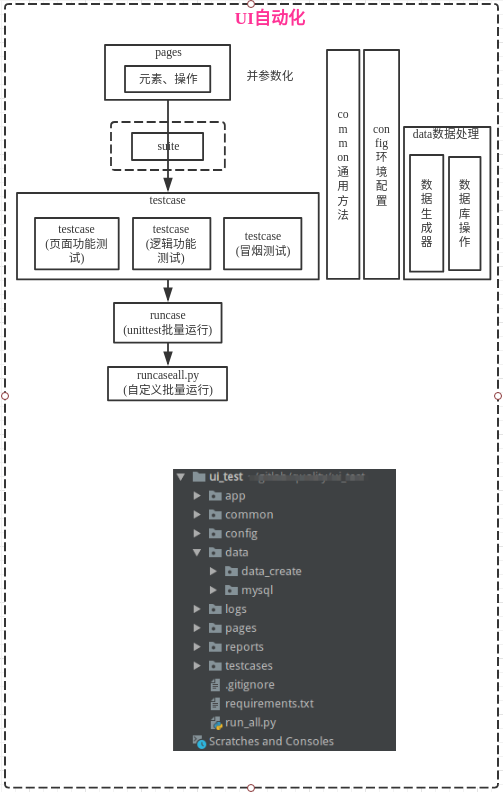 UI自动化
pages
元素、操作
并参数化
suite
testcase
testcase
(页面功能测
试)
testcase
(逻辑功能
测试)
testcase
(冒烟测试)
runcase
(unittest批量运行)
runcaseall.py
(自定义批量运行)
co
m
m
on
通
用
方
法
con
fig
环
境
配
置
data数据处理
数
据
生
成
器
数
据
库
操
作
ui_test
app
common
config
data
data_create
mysql
logs
pages
reports
testcases
.gitignore
requirements.txt
run_all.py
Scratches and Consoles